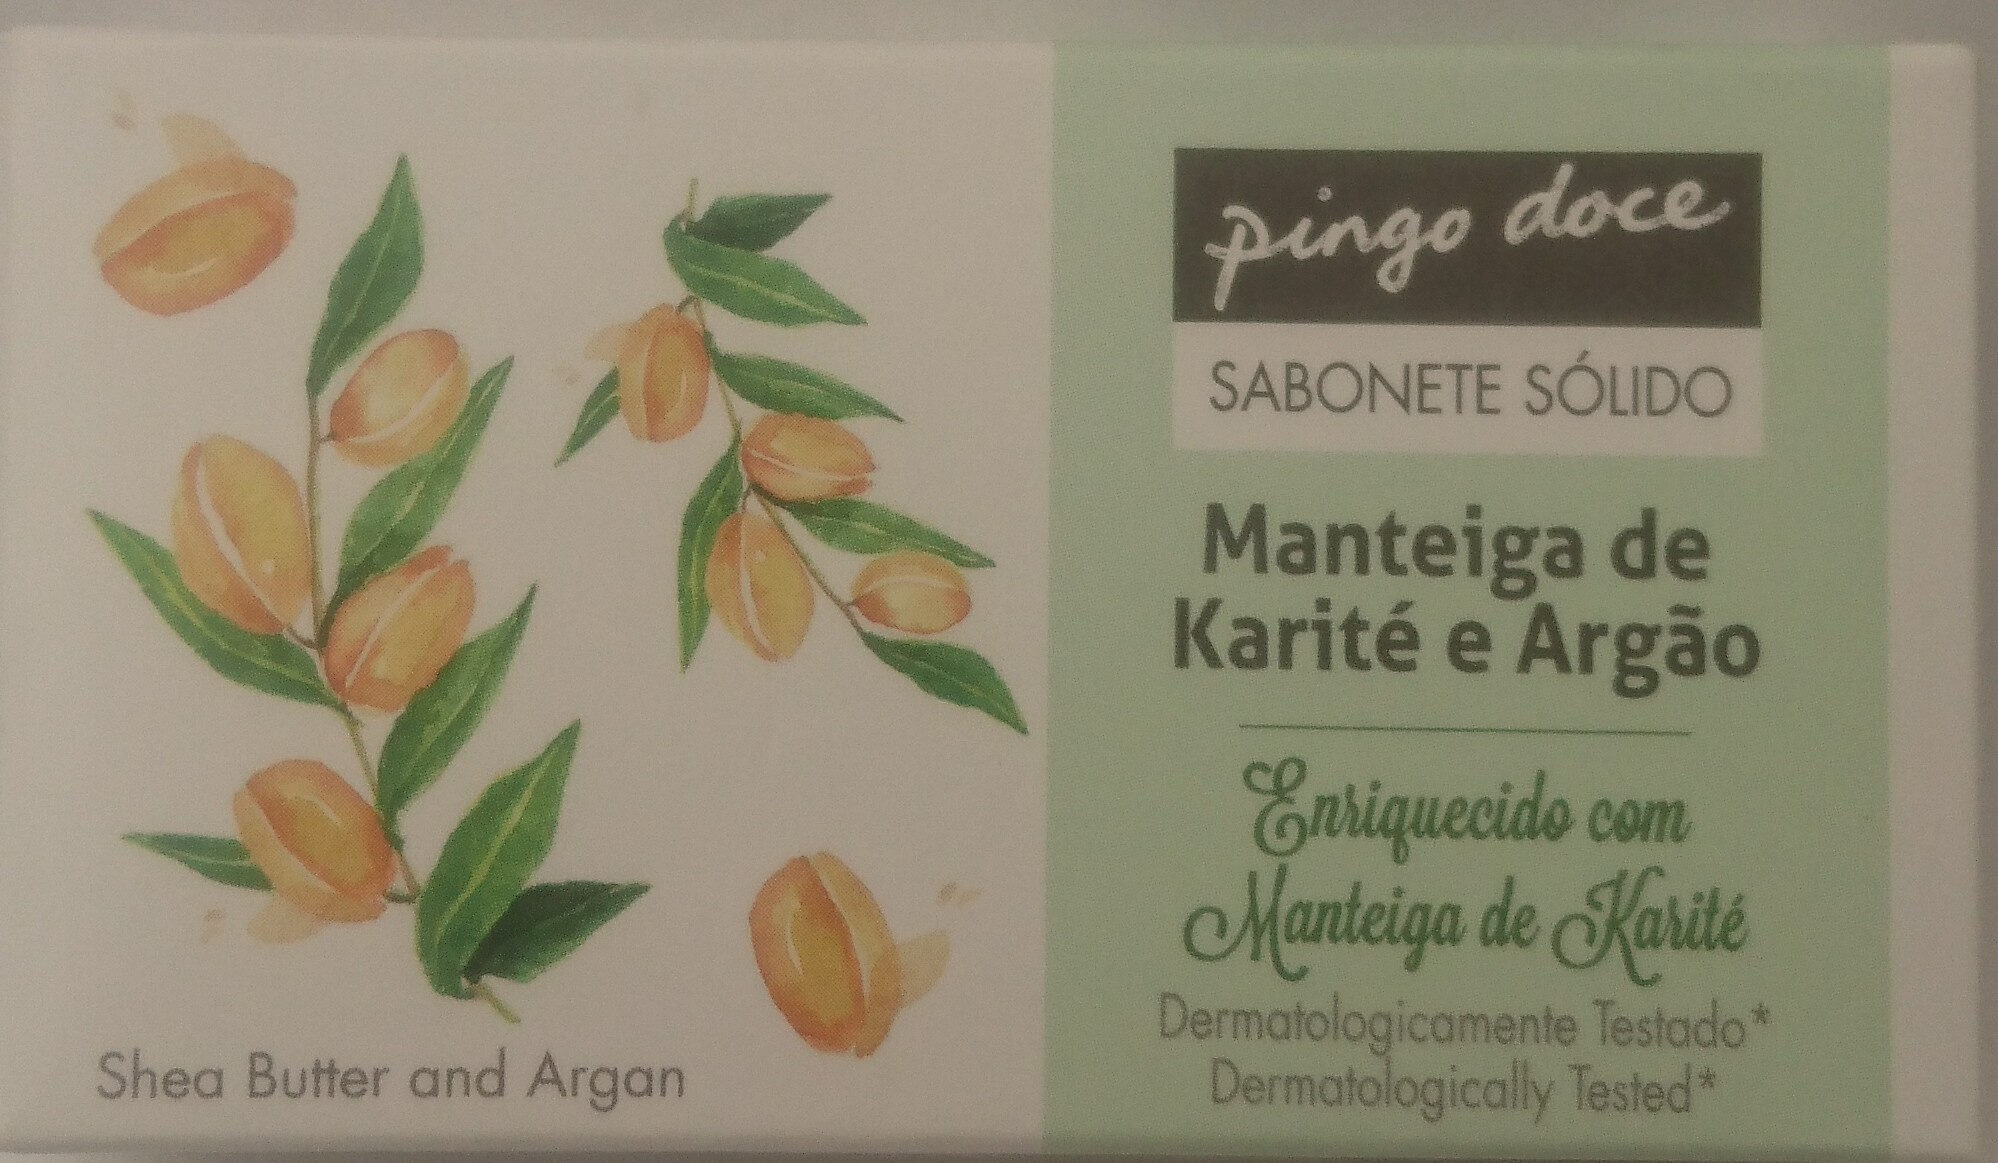 pingo doce
SABONETE SÓLIDO
Manteiga de
Karité e Argão
Enriquecido com
Manteiga de Karité
Dermatologicamente Testado*
Dermatologically Tested*
Shea Butter and Argan